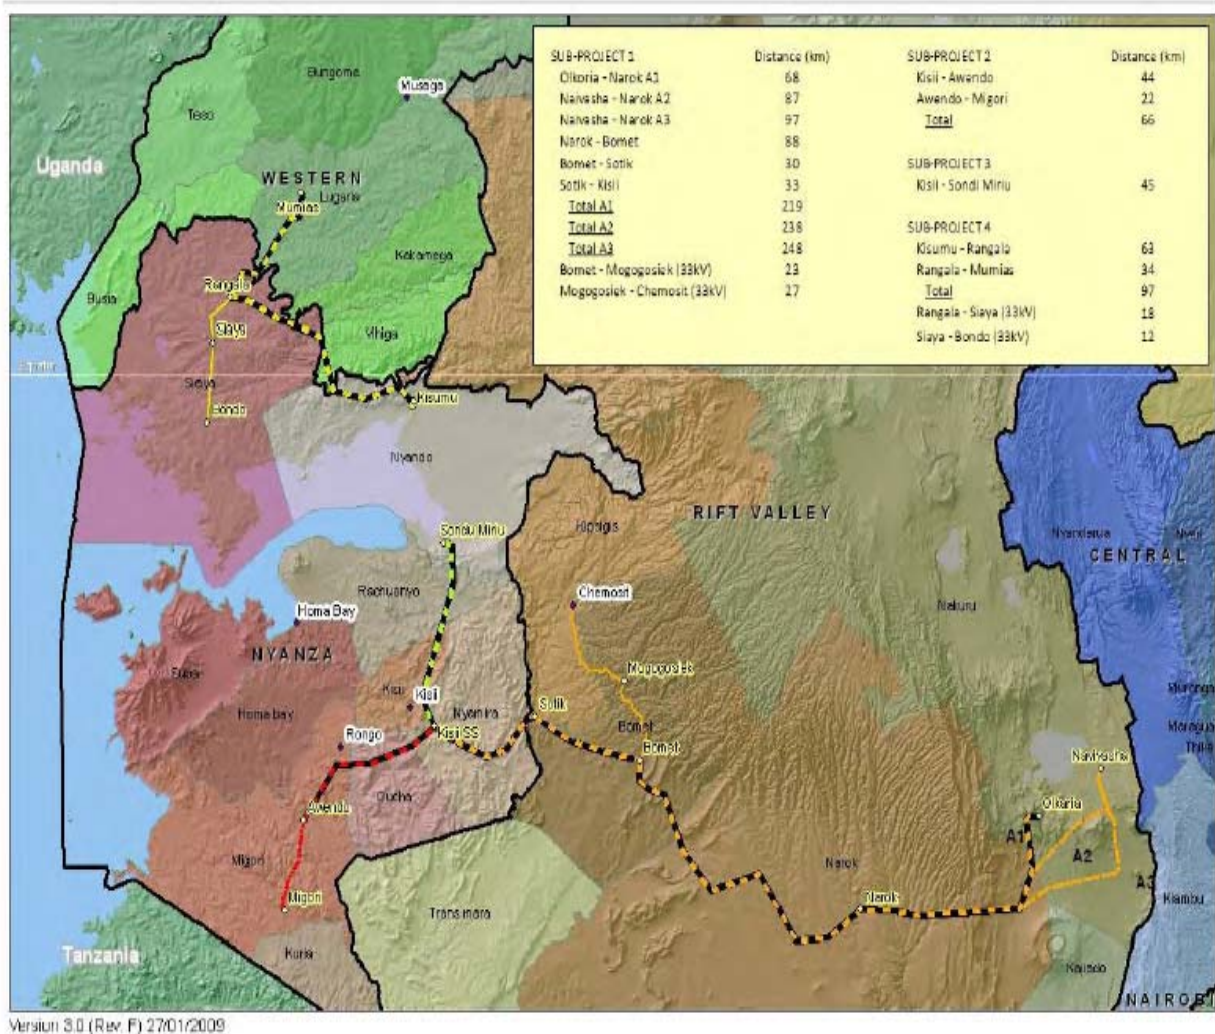 SUB-PROJECT 1 Distance (km) SUB-PROJECT 2 Distance (km)
Olkoria - Narok A1 68 Kisii - Awendo 44
Naivasha - Narok A2 87 Awendo - Migori 22
Naivasha - Narok A3 97 Total 66
Narok - Bomet 88
Bomet - Sotik 30 SUB-PROJECT 3
Sotik - Kisii 33 Kisii - Sondi Miriu 45
Total A1 219
Total A2 238 SUB-PROJECT 4
Total A3 248 Kisumu - Rangala 63
Bomet - Mogogosiek (33kV) 23 Rangala - Mumias 34
Mogogosiek - Chemosit (33kV) 27 Total 97
Rangala - Siaya (33kV) 18
Siaya - Bondo (33kV) 12
Bungoma
Musaga
Teso
Uganda
WESTERN
Lugaria
Mumias
Kakamega
Rangala
Busia
Siaya
Vihiga
Siaya
Kisumu
Bondo
Nyando
RIFT VALLEY
Kipsigis
Sondu Miriu
Nyandarua
CENTRAL
Rachuonyo
Chemosit
Nakuru
Homa Bay
NYANZA
Suba
Mogogosiek
Kisii
Kisii
Homa bay
Nyamira
Sotik
Bomet
Rongo
Kisii SS
Bomet
Naivasha
Gucha
Awendo
Olkaria
A1
A2
Migori
Narok
A3
Migori
Narok
Kiambu
Trans mara
Tanzania
Kuria
Kajiado
NAIROBI
Version 3.0 (Rev. F) 27/01/2009